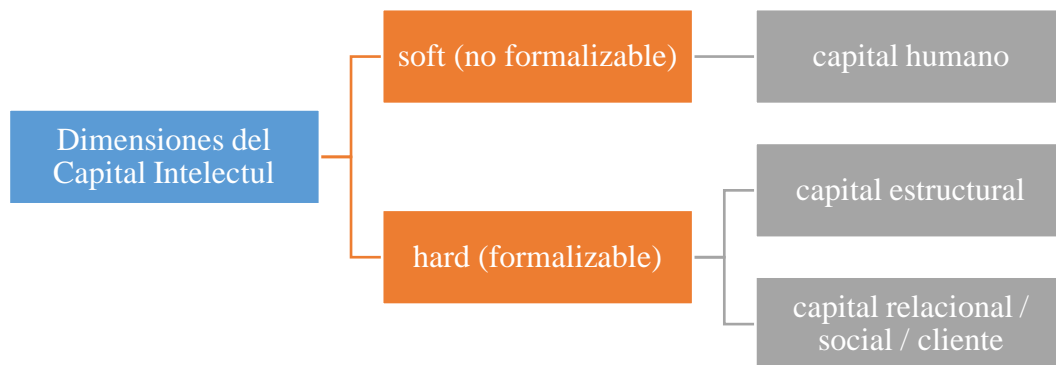 Dimensiones del
Capital Intelectul
soft (no formalizable)
capital humano
hard (formalizable)
capital estructural
capital relacional /
social / cliente